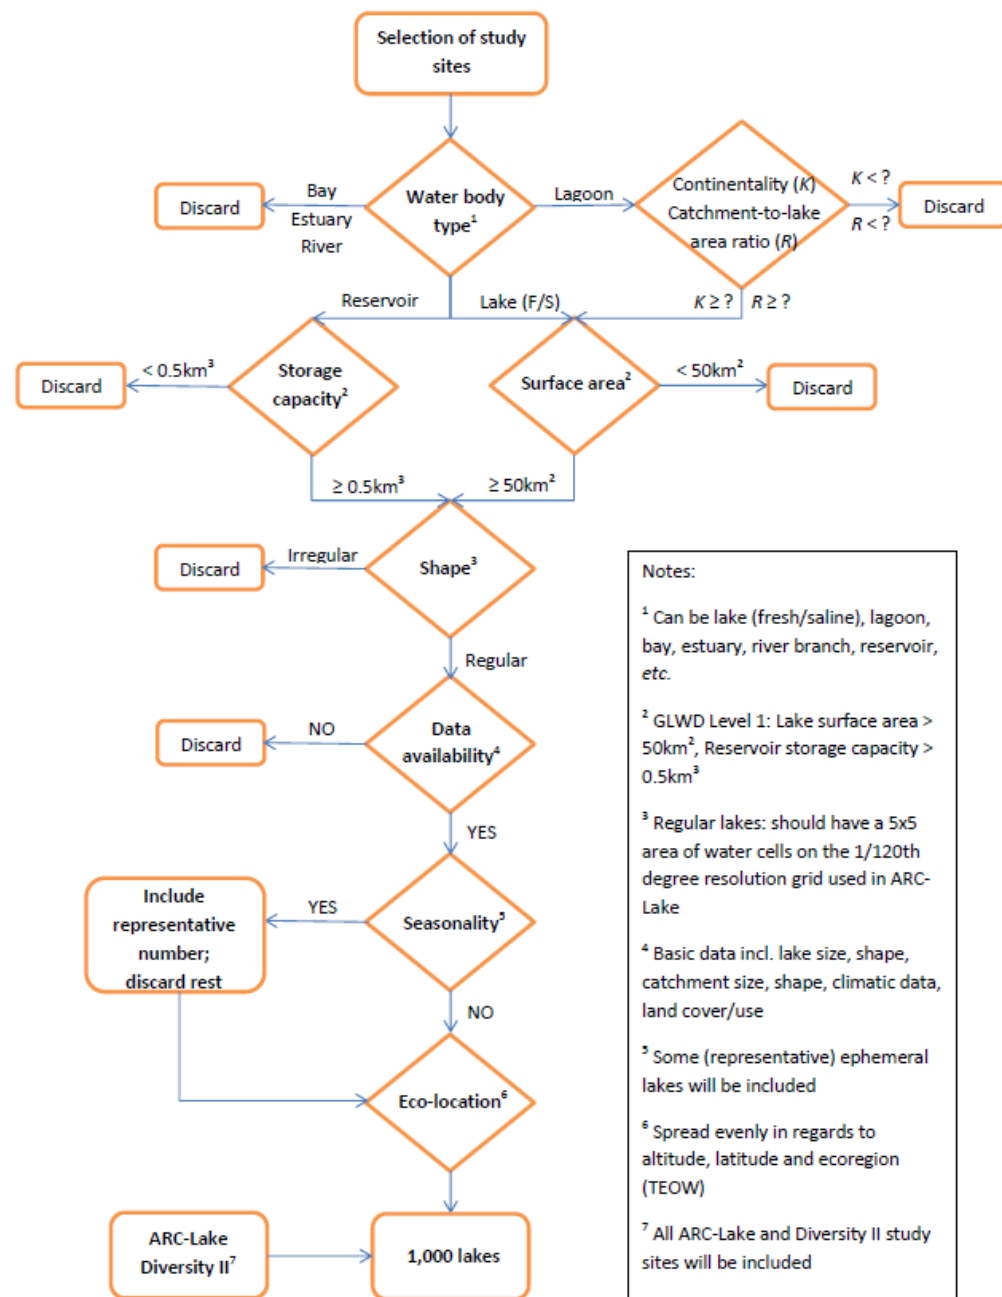 Selection of study
sites
Bay
Estuary
River
Discard
Water body
type¹
Lagoon
Continentality (K)
Catchment-to-lake
area ratio (R)
K < ?
R < ?
Discard
Reservoir
Lake (F/S)
K ≥ ?
R ≥ ?
Discard
< 0.5km³
Storage
capacity²
Surface area²
< 50km²
Discard
≥ 0.5km³
≥ 50km²
Discard
Irregular
Shape³
Regular
Discard
NO
Data
availability⁴
YES
Include
representative
number;
discard rest
YES
Seasonality⁵
NO
Eco-location⁶
ARC-Lake
Diversity II⁷
1,000 lakes
Notes:
¹ Can be lake (fresh/saline), lagoon,
bay, estuary, river branch, reservoir,
etc.
² GLWD Level 1: Lake surface area >
50km², Reservoir storage capacity >
0.5km³
³ Regular lakes: should have a 5x5
area of water cells on the 1/120th
degree resolution grid used in ARC-
Lake
⁴ Basic data incl. lake size, shape,
catchment size, shape, climatic data,
land cover/use
⁵ Some (representative) ephemeral
lakes will be included
⁶ Spread evenly in regards to
altitude, latitude and ecoregion
(TEOW)
⁷ All ARC-Lake and Diversity II study
sites will be included